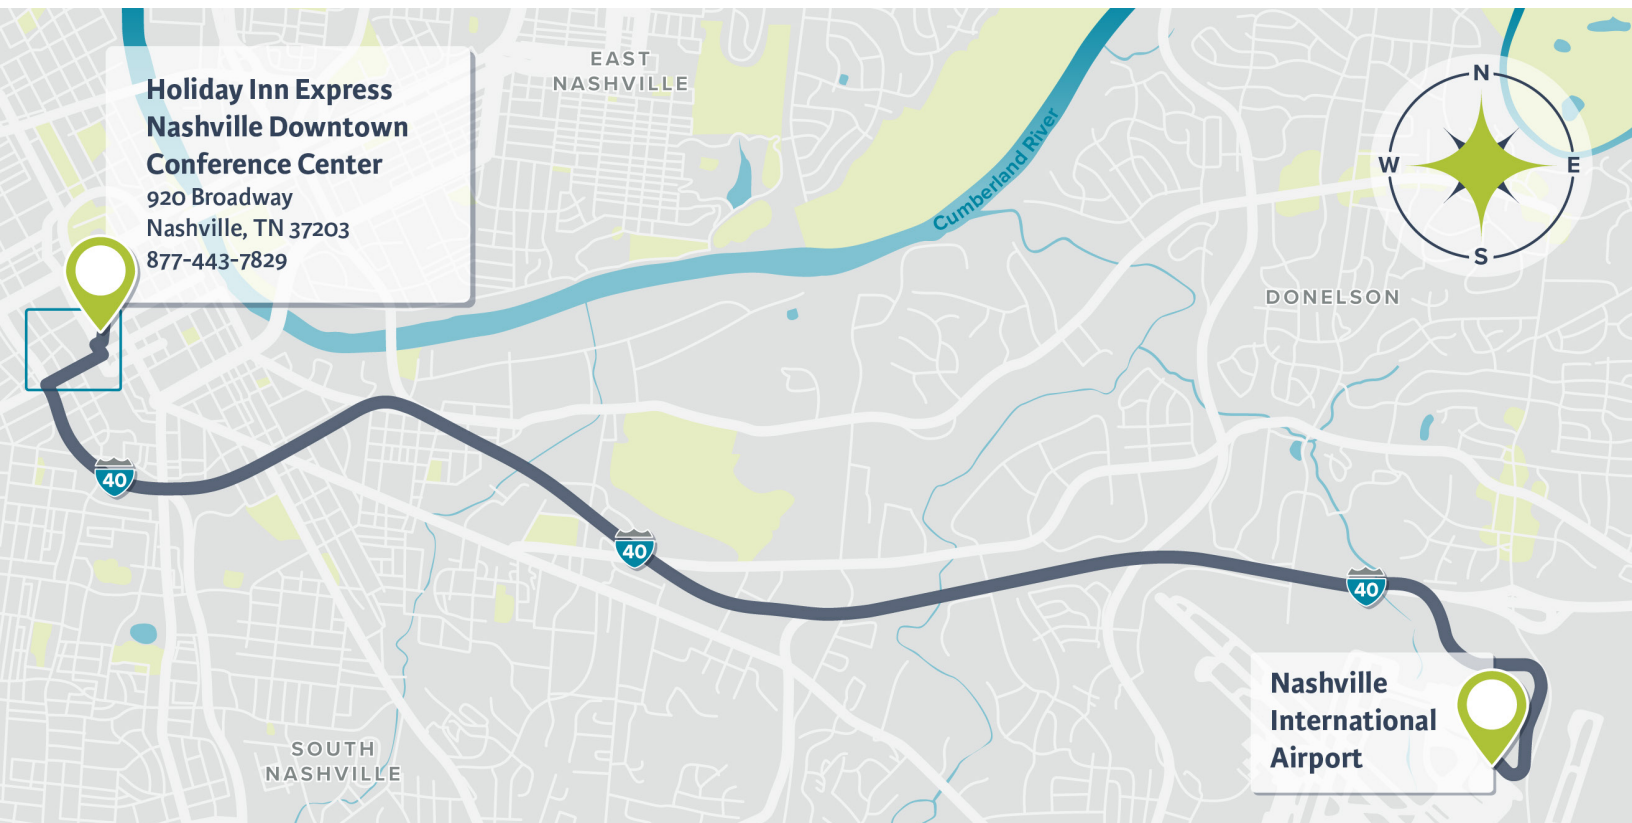 EAST
NASHVILLE
Holiday Inn Express
Nashville Downtown
Conference Center
920 Broadway
Nashville, TN 37203
877-443-7829
Cumberland River
N
W
E
S
DONELSON
40
40
40
Nashville
International
Airport
SOUTH
NASHVILLE